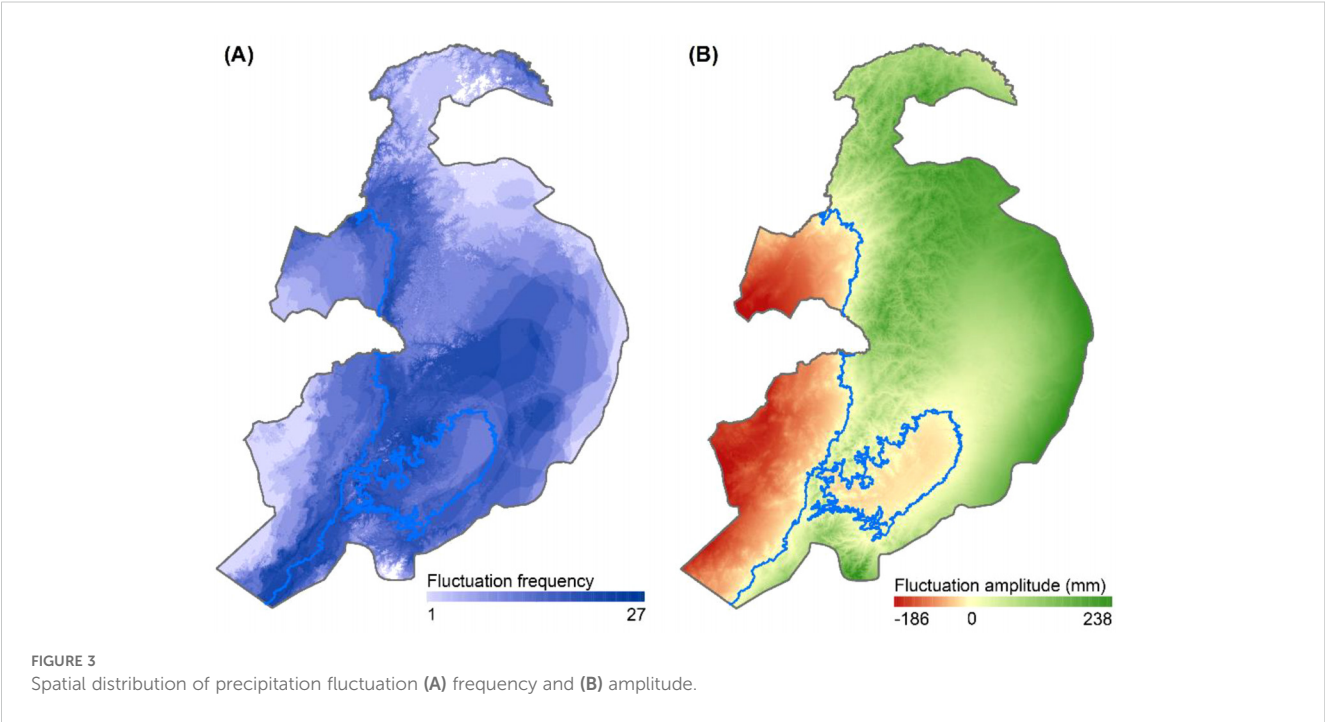 (A)
(B)
Fluctuation frequency
1 27
Fluctuation amplitude (mm)
-186 0 238
FIGURE 3
Spatial distribution of precipitation fluctuation (A) frequency and (B) amplitude.